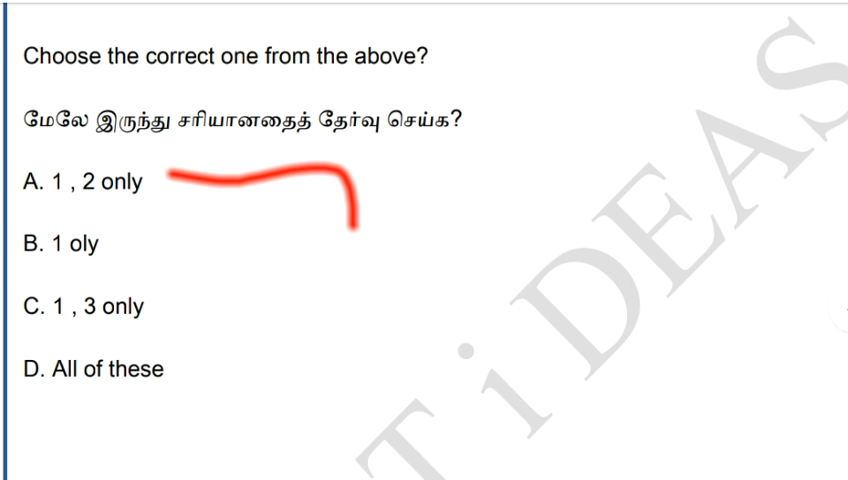 Choose the correct one from the above?
மேலே இருந்து சரியானதைத் தேர்வு செய்க?
A. 1 , 2 only
B. 1 oly
C. 1 , 3 only
D. All of these
T i DEAS